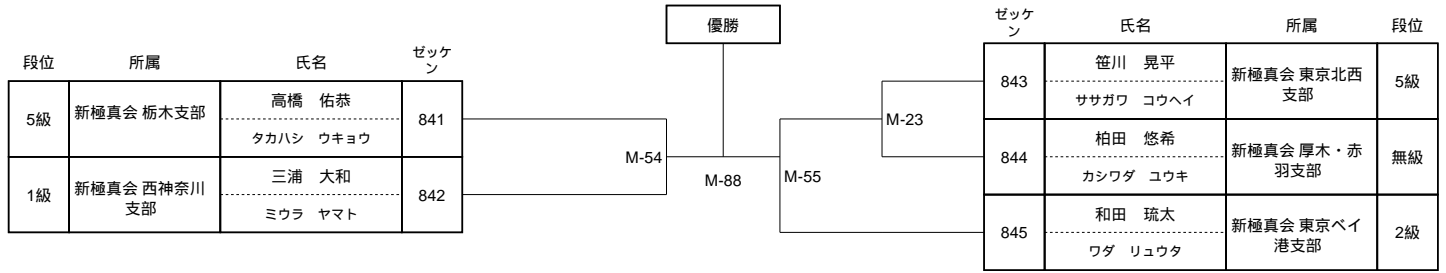 優勝
段位 所属 氏名 ゼッケ
ン
5級 新極真会 栃木支部 高橋 佑恭 841
タカハシ ウキョウ
1級 新極真会 西神奈川
支部 三浦 大和 842
ミウラ ヤマト
M-54
M-88
M-55
M-23
ゼッケ
ン 氏名 所属 段位
843 笹川 晃平 新極真会 東京北西
支部 5級
ササガワ コウヘイ
844 柏田 悠希 新極真会 厚木・赤
羽支部 無級
カシワダ ユウキ
845 和田 琉太 新極真会 東京ベイ
港支部 2級
ワダ リュウタ